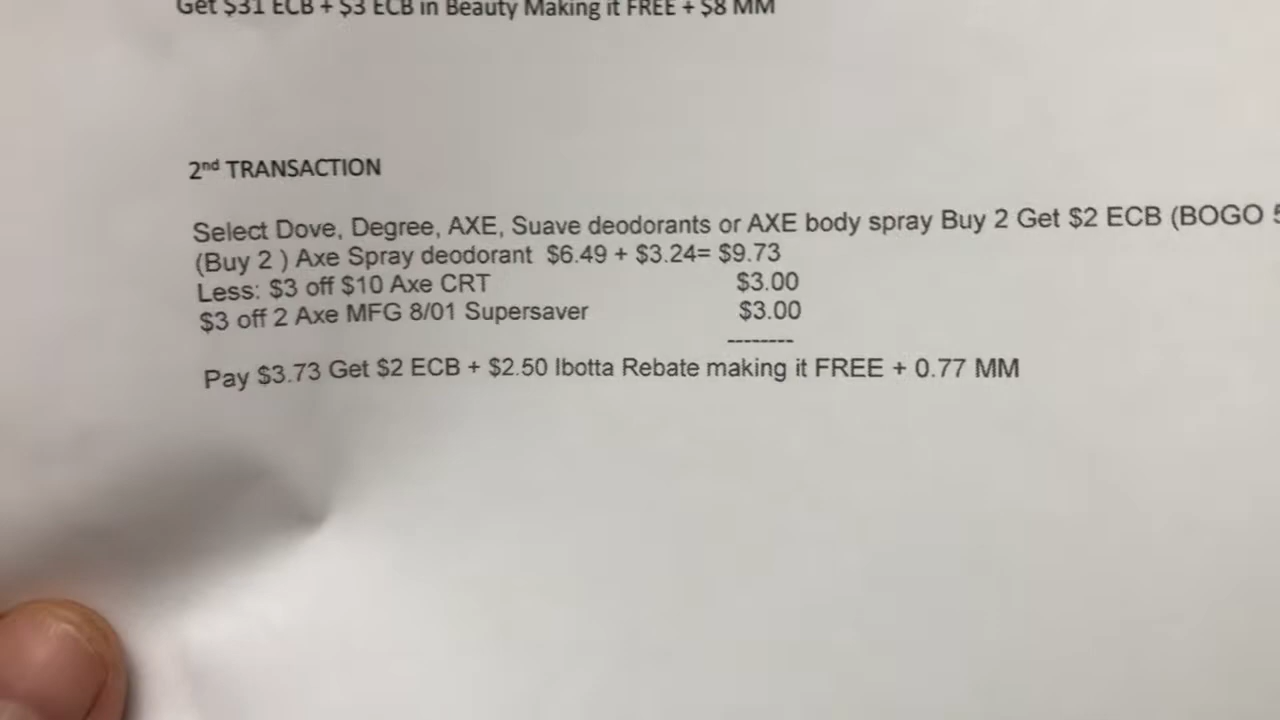 Get $31 ECB + $3 ECB in Beauty Making it FREE + $8 MM
2nd TRANSACTION
Select Dove, Degree, AXE, Suave deodorants or AXE body spray Buy 2 Get $2 ECB (BOGO 5
(Buy 2 ) Axe Spray deodorant $6.49 + $3.24= $9.73
Less: $3 off $10 Axe CRT $3.00
$3 off 2 Axe MFG 8/01 Supersaver $3.00
--------
Pay $3.73 Get $2 ECB + $2.50 Ibotta Rebate making it FREE + 0.77 MM